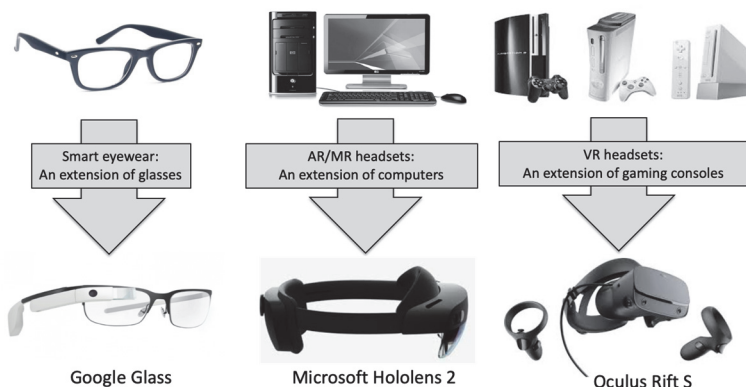 Smart eyewear:
An extension of glasses
AR/MR headsets:
An extension of computers
VR headsets:
An extension of gaming consoles
Google Glass
Microsoft Hololens 2
Oculus Rift S